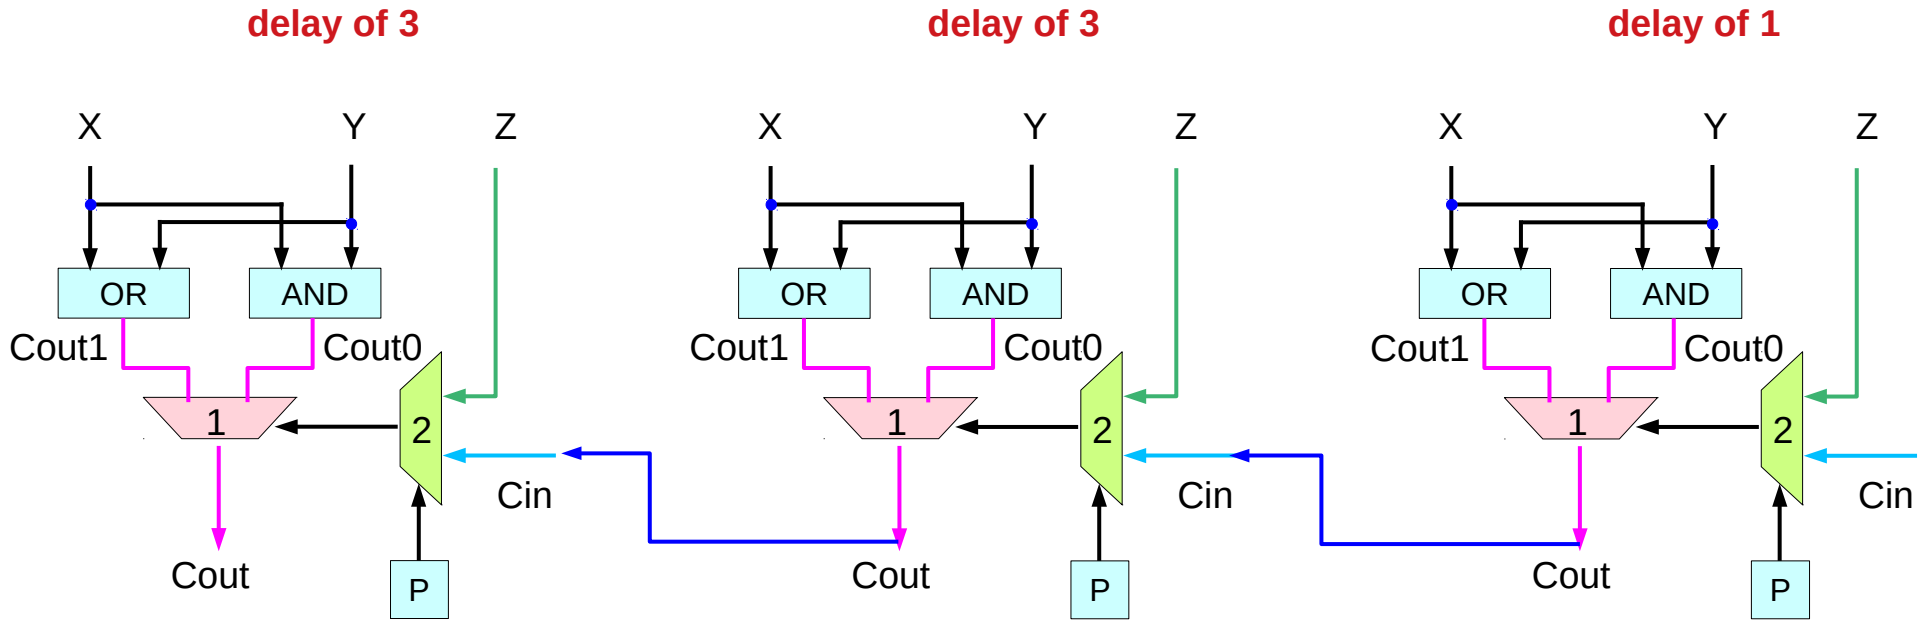 delay of 3 delay of 3 delay of 1
X Y Z X Y Z X Y Z
OR AND OR AND OR AND
Cout1 Cout0 Cout1 Cout0 Cout1 Cout0
1 2 1 2 1 2
Cin Cin Cin
Cout P Cout P Cout P